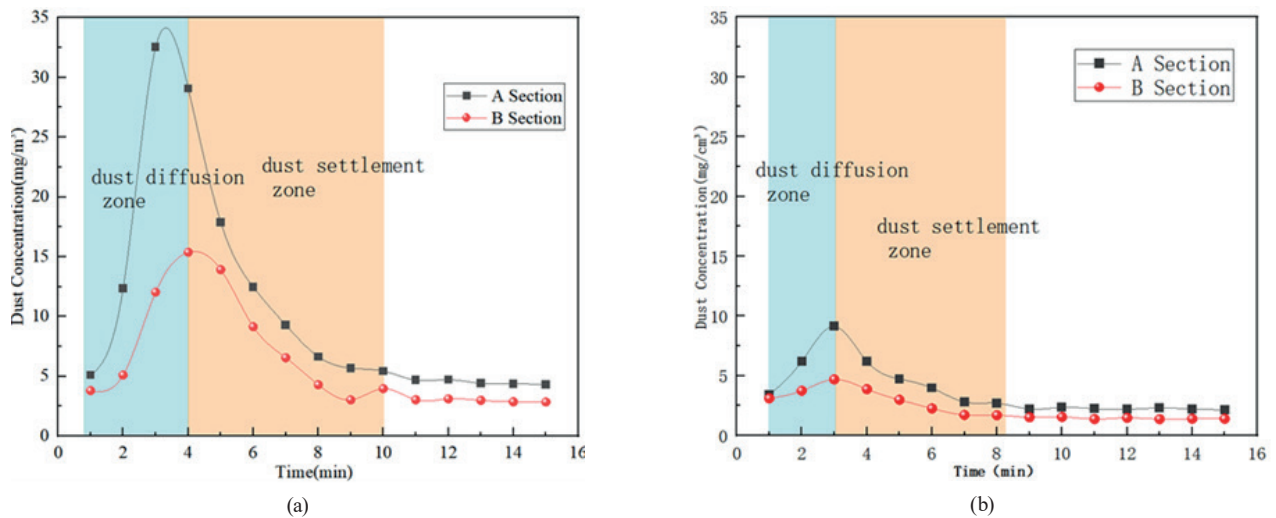 35
30
25
20
15
10
5
0
Dust Concentration(mg/m³)
A Section
B Section
dust diffusion
zone
dust settlement
zone
0 2 4 6 8 10 12 14 16
Time(min)
(a)
35
30
25
20
15
10
5
0
Dust Concentration(mg/cm³)
A Section
B Section
dust diffusion
zone
dust settlement
zone
0 2 4 6 8 10 12 14 16
Time (min)
(b)